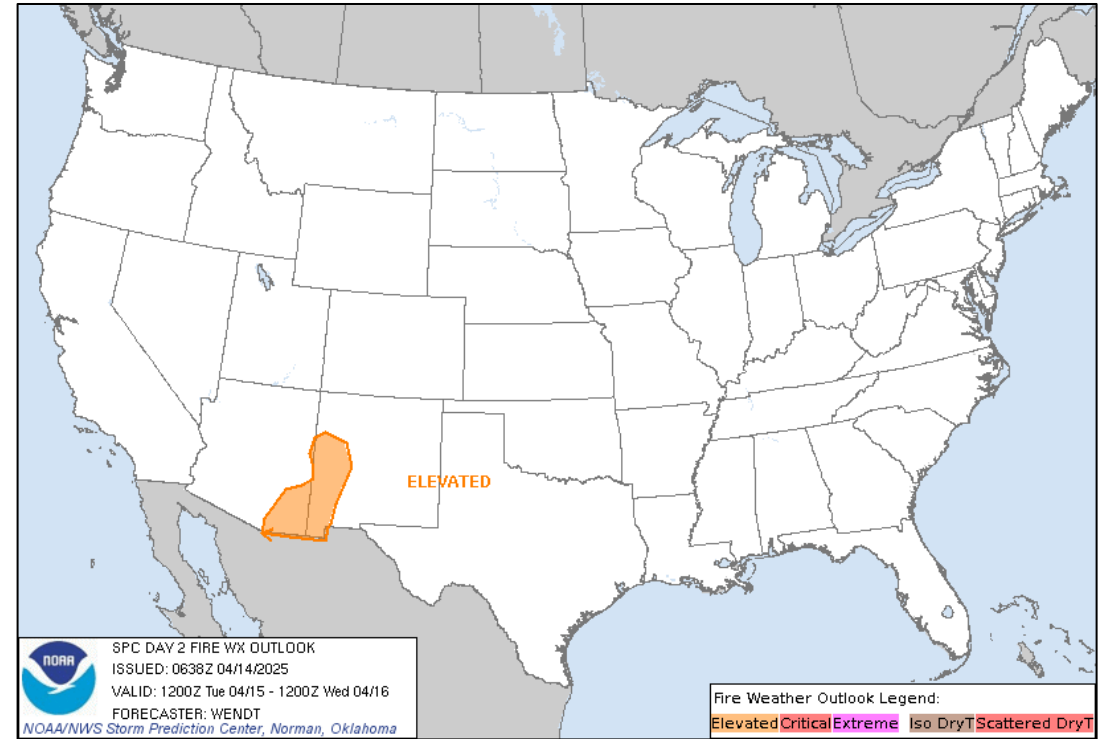 ELEVATED
NOAA
SPC DAY 2 FIRE WX OUTLOOK
ISSUED: 0638Z 04/14/2025
VALID: 1200Z Tue 04/15 - 1200Z Wed 04/16
FORECASTER: WENDT
NOAA/NWS Storm Prediction Center, Norman, Oklahoma
Fire Weather Outlook Legend:
Elevated Critical Extreme Iso DryT Scattered DryT